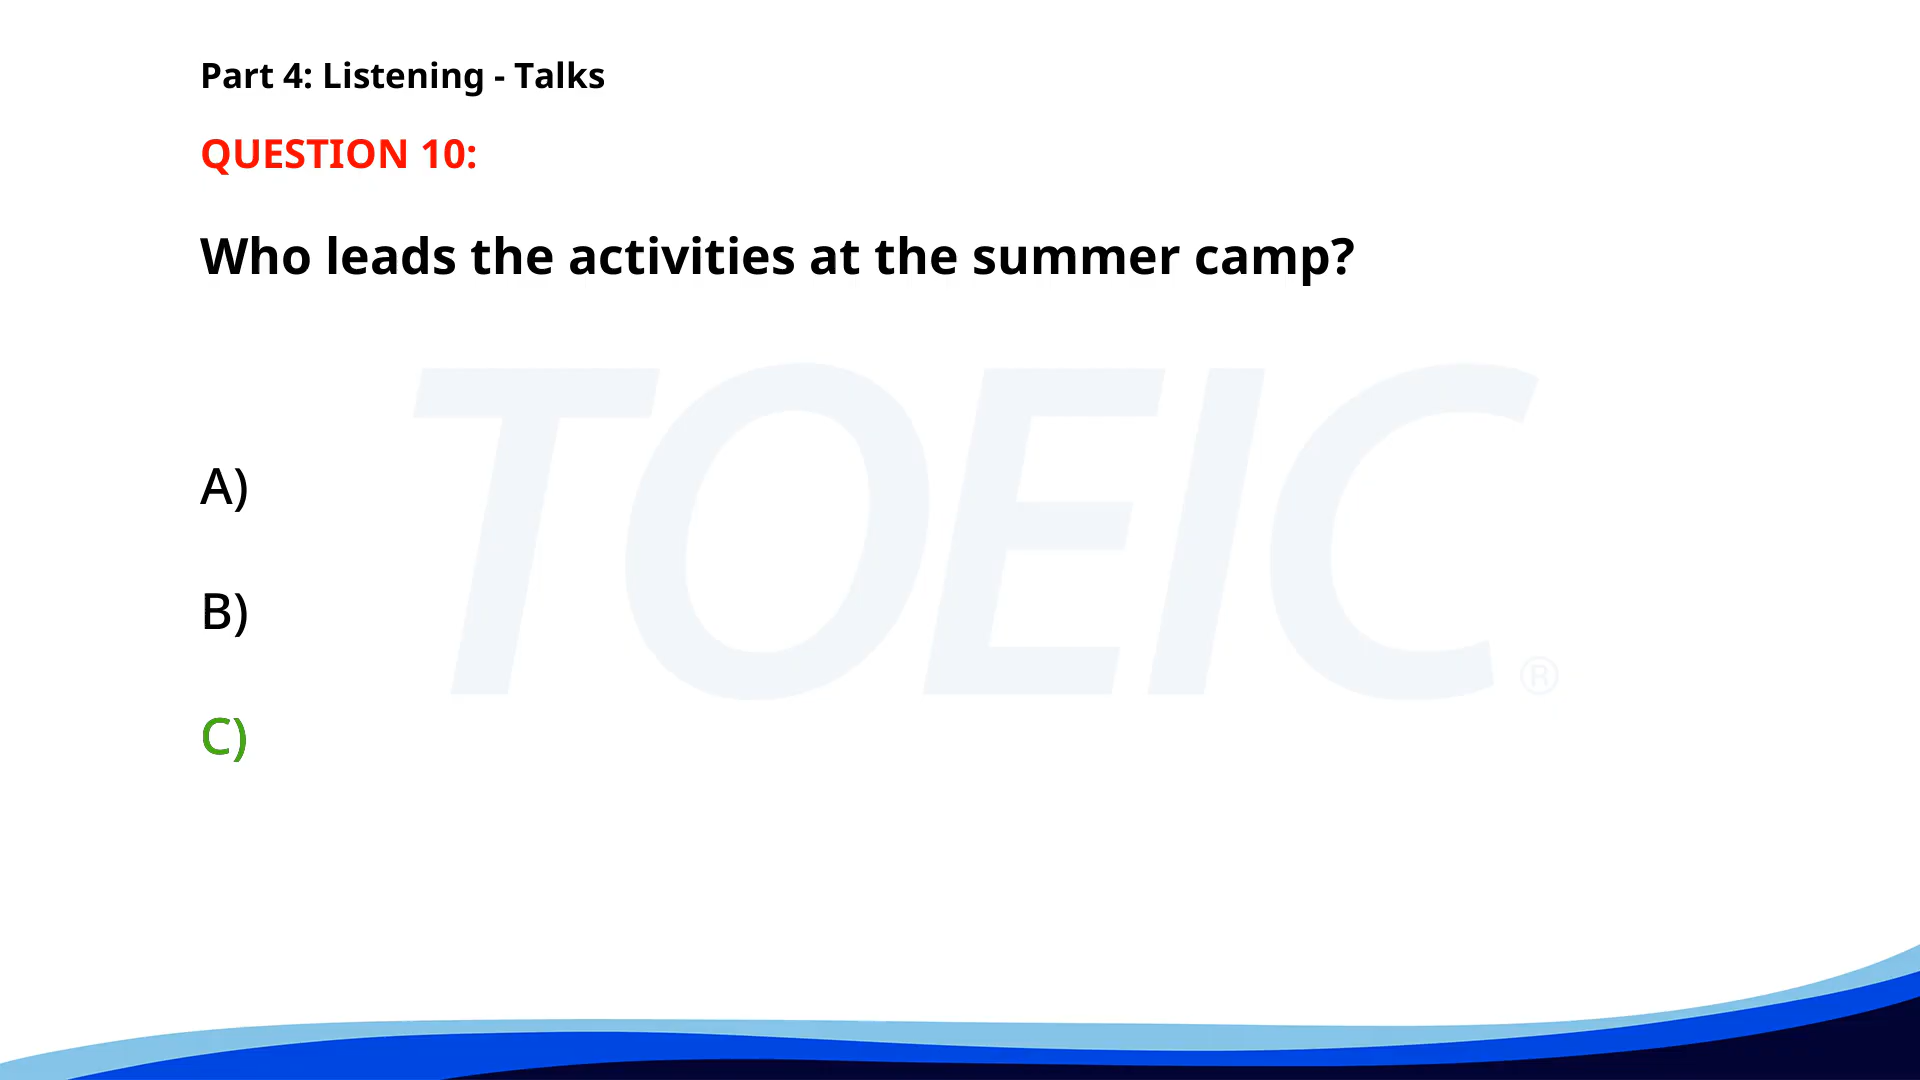 Part 4: Listening - Talks
QUESTION 10:
Who leads the activities at the summer camp?
TOEIC®
A)
B)
C)